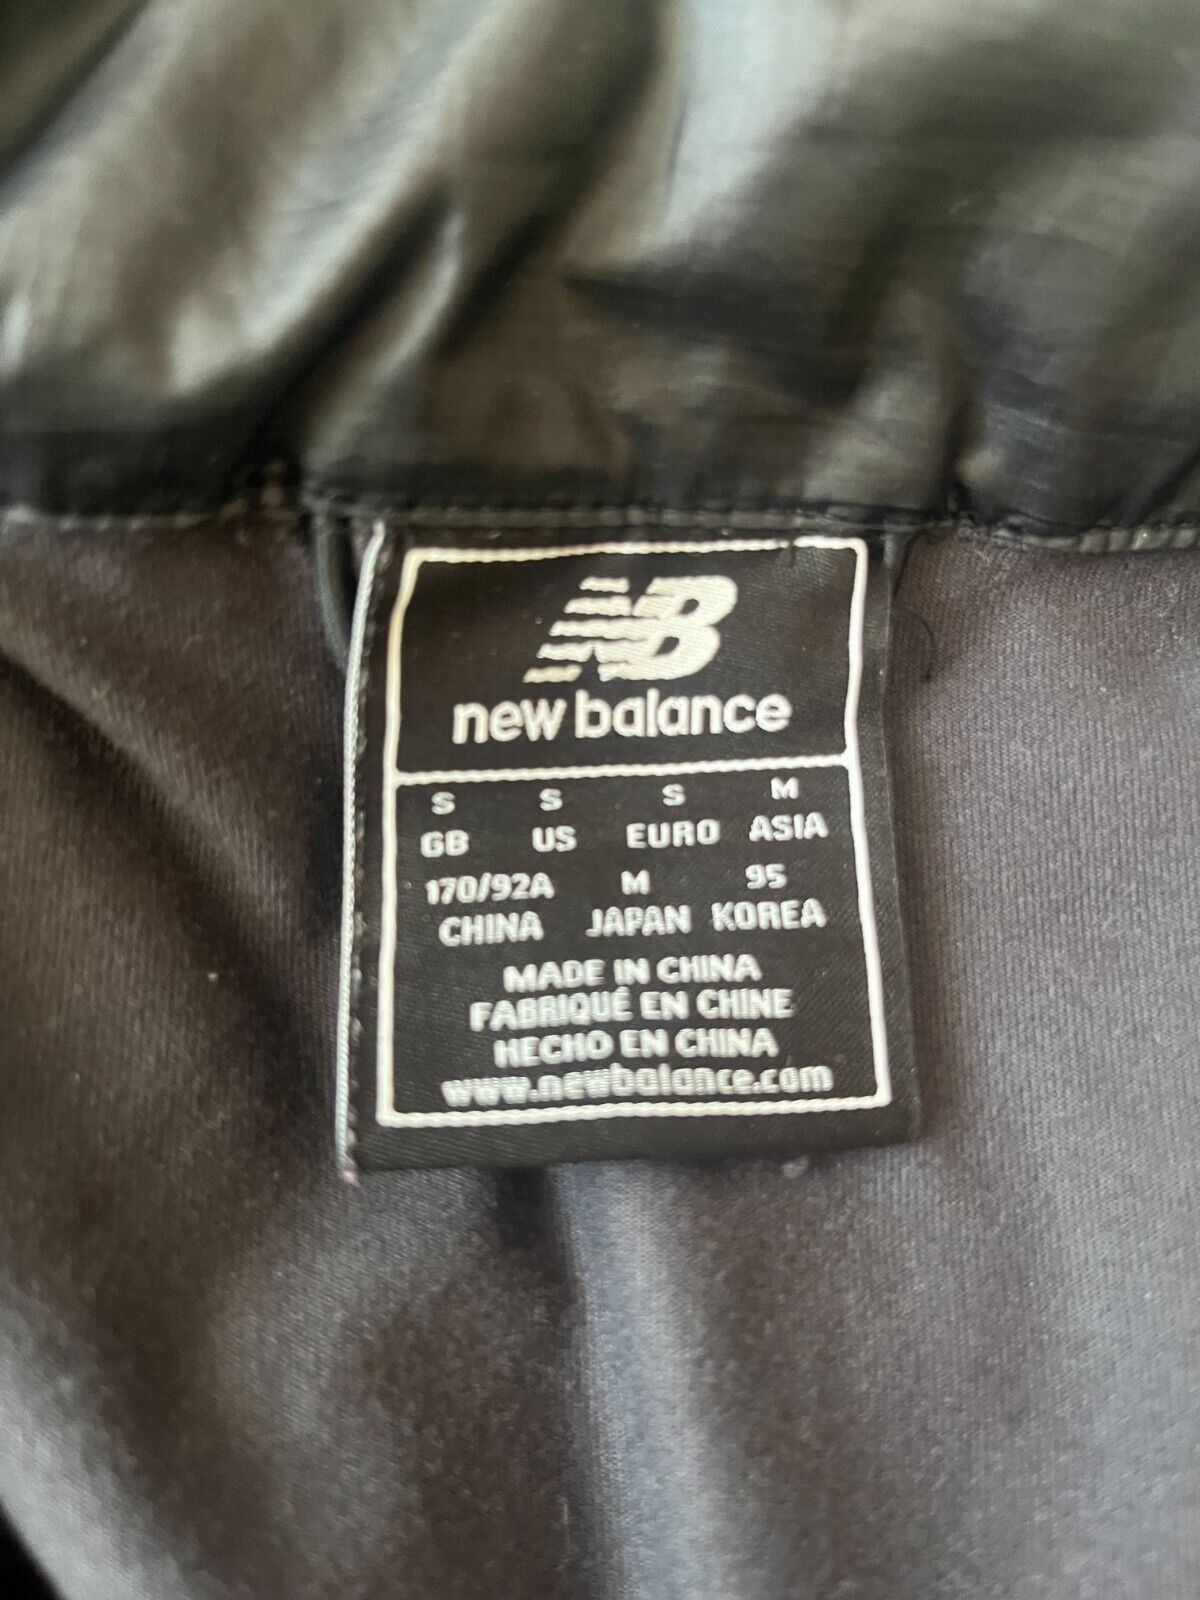 NB
new balance
S S S M
GB US EURO ASIA
170/92A M 95
CHINA JAPAN KOREA
MADE IN CHINA
FABRIQUÉ EN CHINE
HECHO EN CHINA
www.newbalance.com